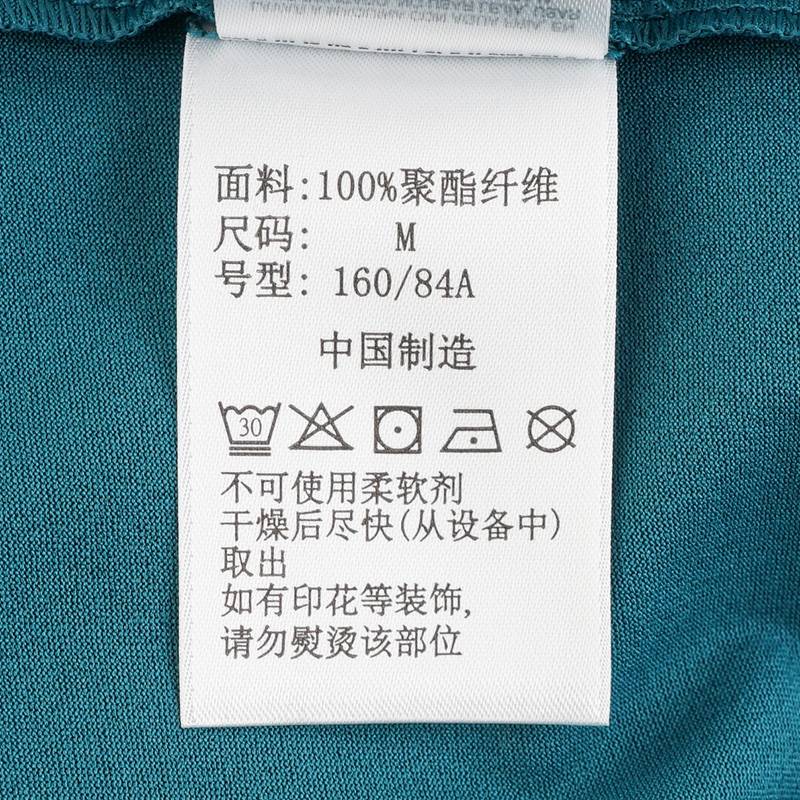 面料:100%聚酯纤维
尺码: M
号型: 160/84A
中国制造
30
不可使用柔软剂
干燥后尽快(从设备中)
取出
如有印花等装饰,
请勿熨烫该部位